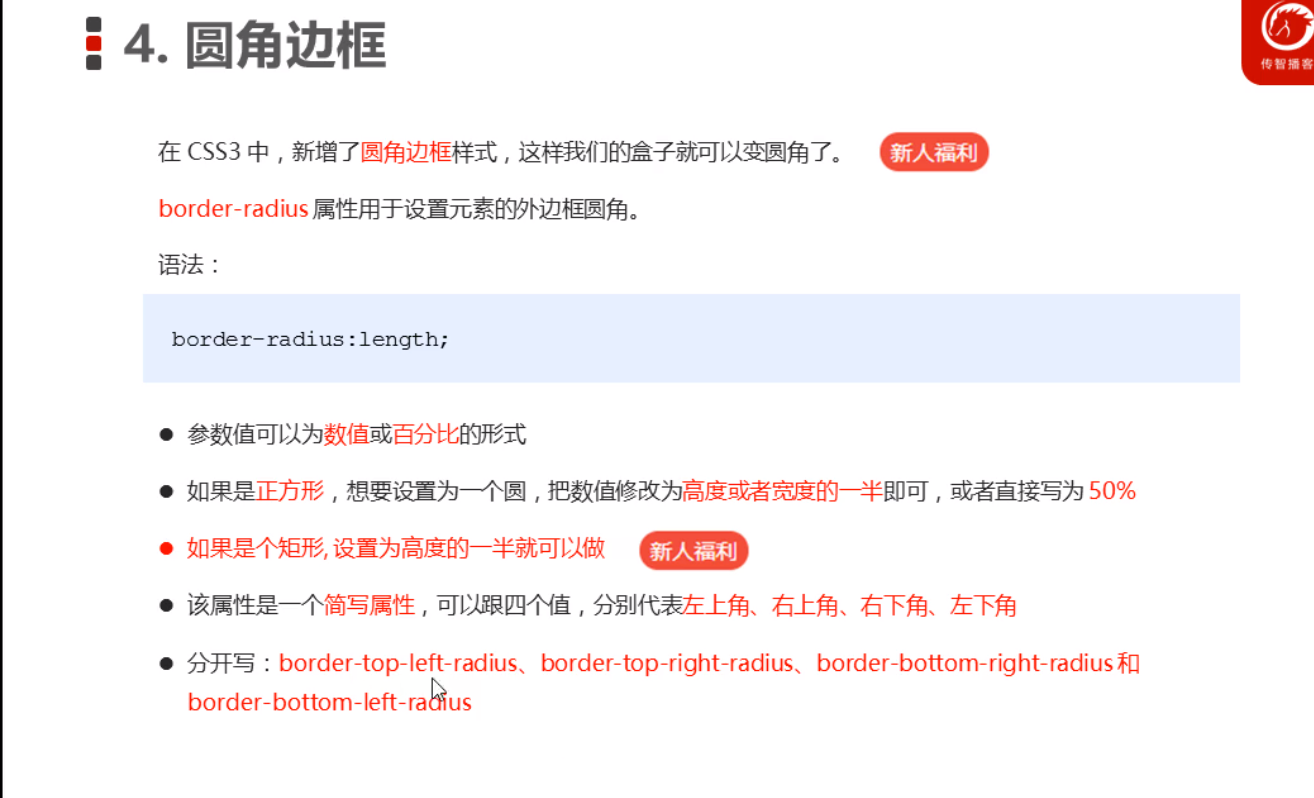 4. 圆角边框
传智播客
在 CSS3 中，新增了圆角边框样式，这样我们的盒子就可以变圆角了。 新人福利
border-radius 属性用于设置元素的外边框圆角。
语法：
border-radius:length;
● 参数值可以为数值或百分比的形式
● 如果是正方形，想要设置为一个圆，把数值修改为高度或者宽度的一半即可，或者直接写为 50%
● 如果是个矩形, 设置为高度的一半就可以做 新人福利
● 该属性是一个简写属性，可以跟四个值，分别代表左上角、右上角、右下角、左下角
● 分开写：border-top-left-radius、border-top-right-radius、border-bottom-right-radius 和
border-bottom-left-radius